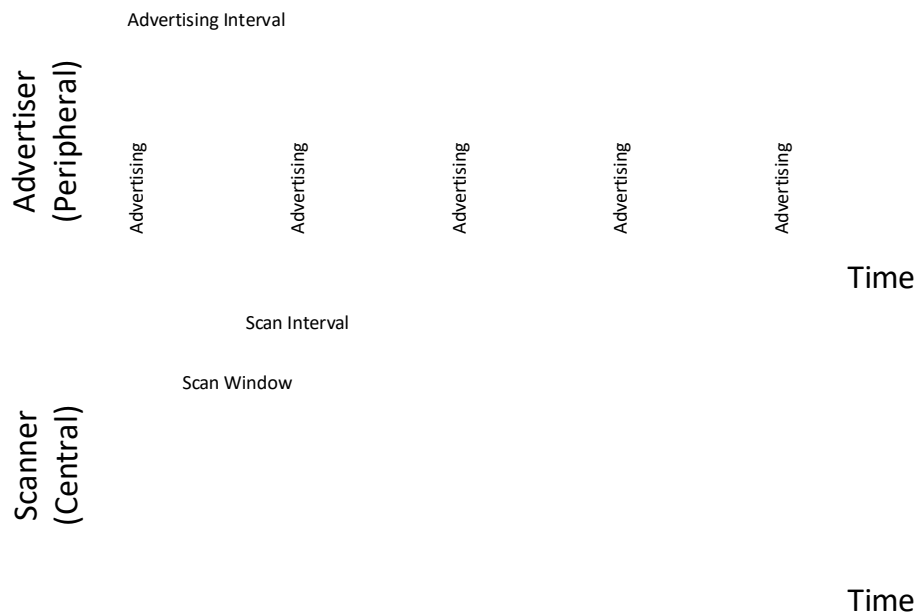 Advertising Interval
Advertiser
(Peripheral)
Advertising
Advertising
Advertising
Advertising
Advertising
Time
Scan Interval
Scan Window
Scanner
(Central)
Time